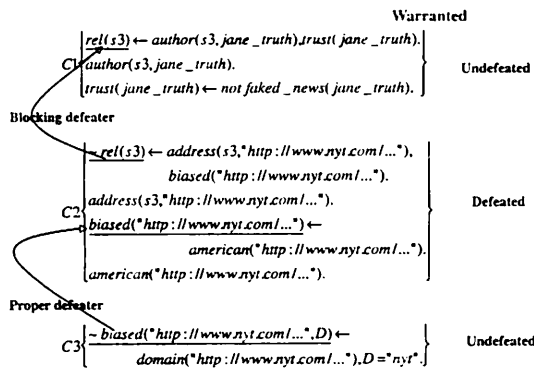 Warranted
rel(s3) ← author(s3, jane_truth),trust( jane_truth).
C1 author(s3, jane_truth). Undefeated
trust( jane_truth) ← not faked _news( jane_truth).
Blocking defeater
~ rel(s3) ← address(s3,"http://www.nyt.com/..."),
biased("http://www.nyt.com/...").
address(s3,"http://www.nyt.com/...").
C2 biased("http://www.nyt.com/...") ← Defeated
american("http://www.nyt.com/...").
american("http://www.nyt.com/...").
Proper defeater
~ biased("http://www.nyt.com/...",D) ←
C3 domain("http://www.nyt.com/..."),D ="nyt". Undefeated